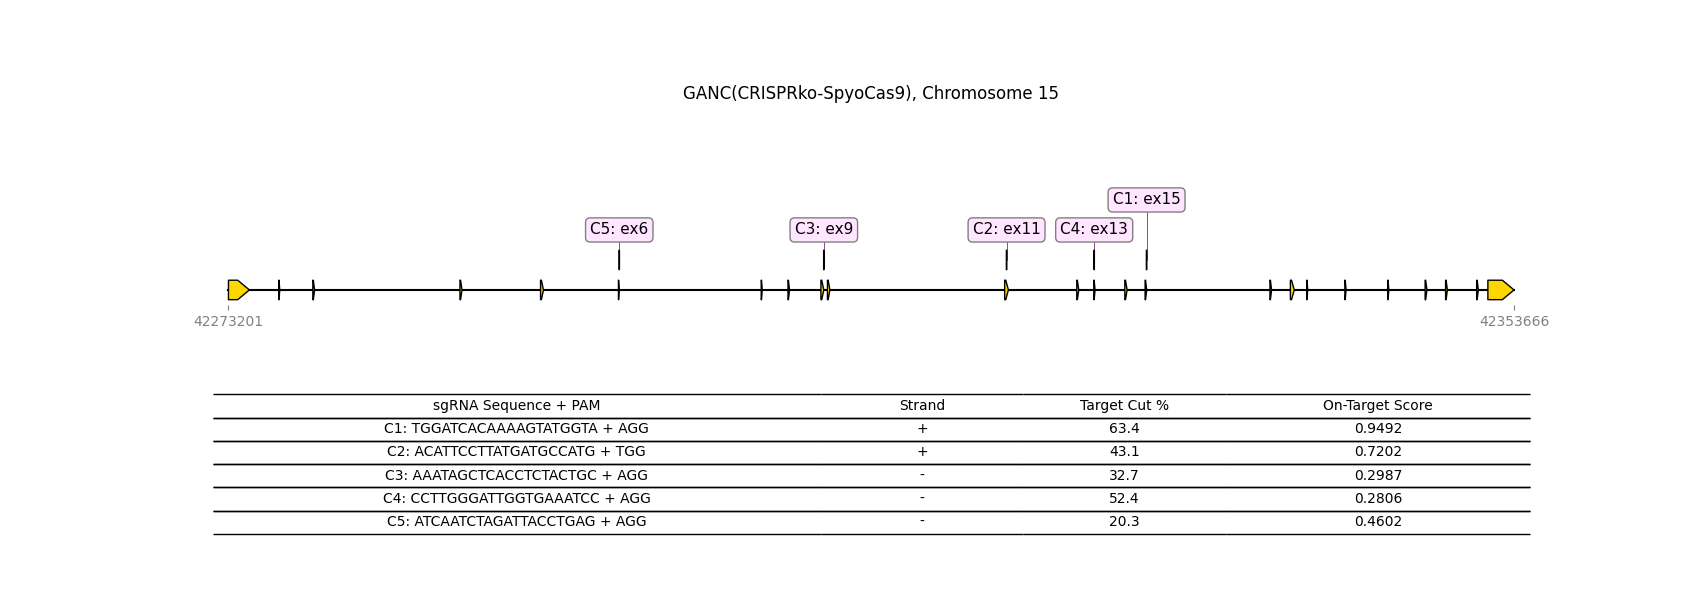 GANC(CRISPRko-SpyoCas9), Chromosome 15
C1: ex15
C5: ex6 C3: ex9 C2: ex11 C4: ex13
42273201 42353666
sgRNA Sequence + PAM Strand Target Cut % On-Target Score
C1: TGGATCACAAAAGTATGGTA + AGG + 63.4 0.9492
C2: ACATTCCTTATGATGCCATG + TGG + 43.1 0.7202
C3: AAATAGCTCACCTCTACTGC + AGG - 32.7 0.2987
C4: CCTTGGGATTGGTGAAATCC + AGG - 52.4 0.2806
C5: ATCAATCTAGATTACCTGAG + AGG - 20.3 0.4602